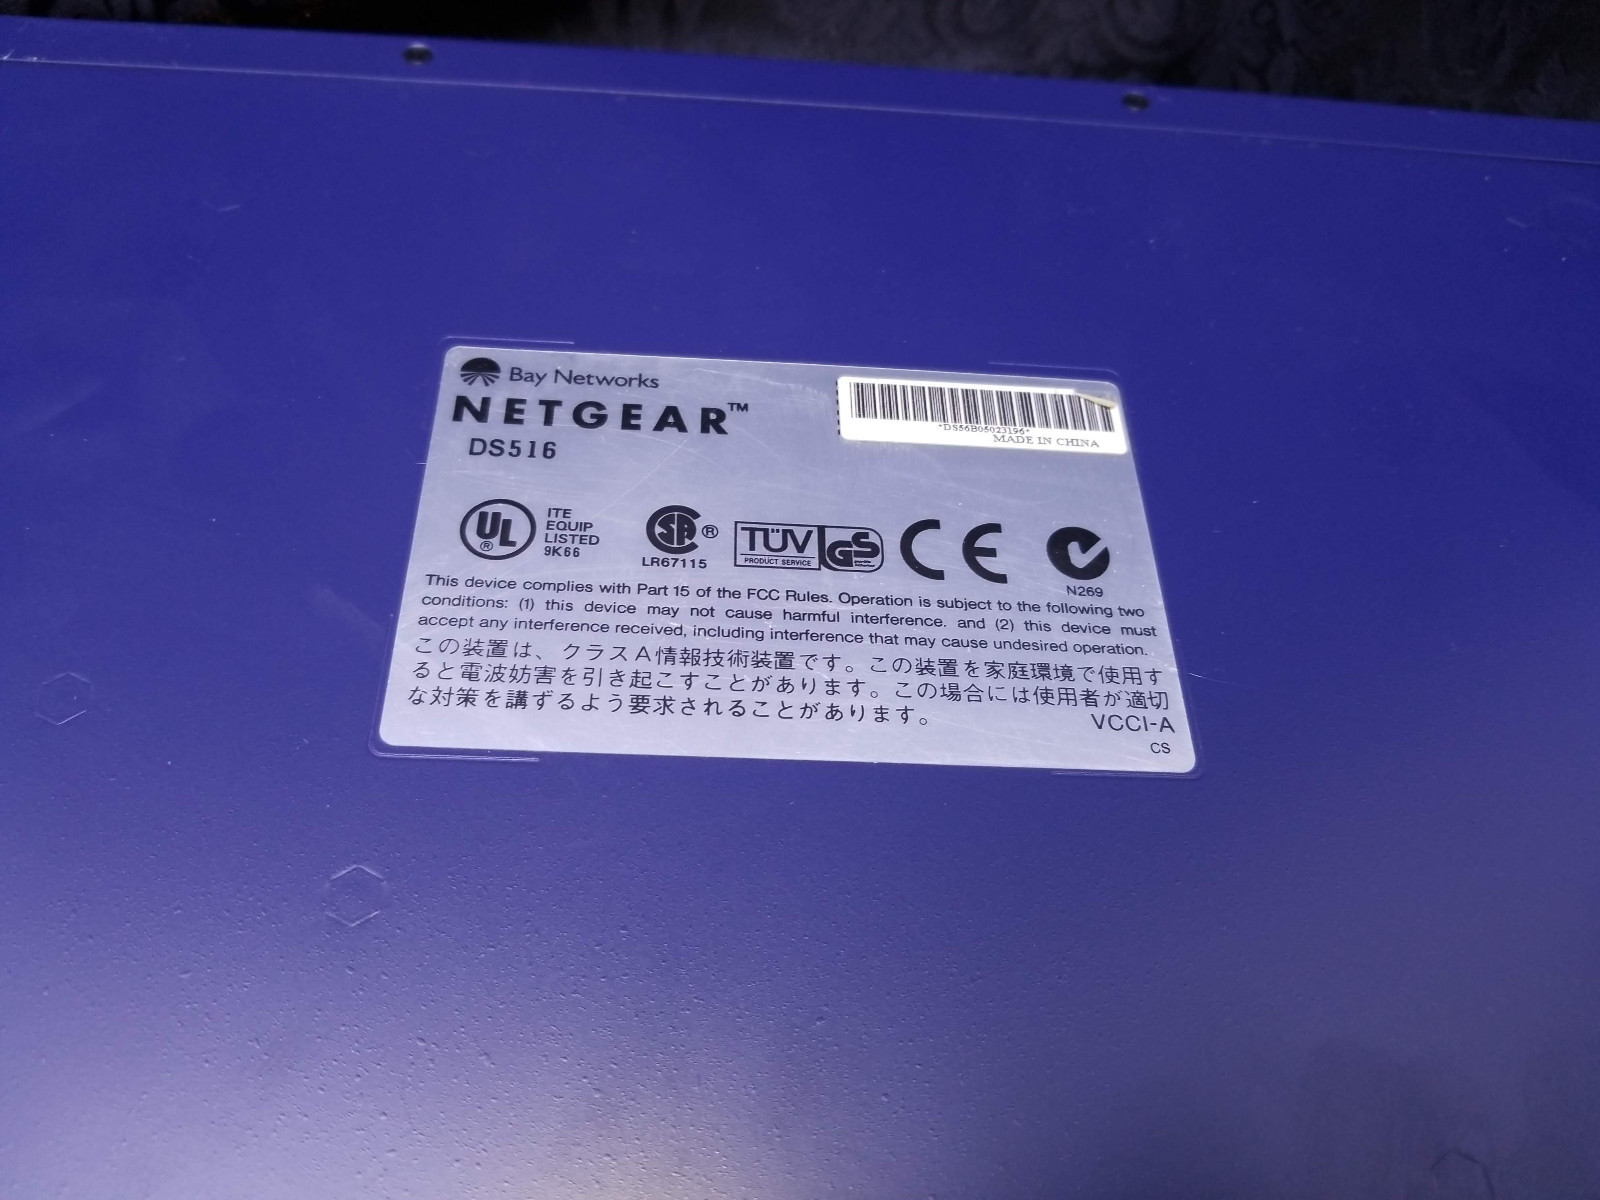 Bay Networks
NETGEAR™
DS516
*DS56B05023196*
MADE IN CHINA
UL
®
ITE
EQUIP
LISTED
9K66
®
LR67115
TÜV
PRODUCT SERVICE
GS
CE
N269
This device complies with Part 15 of the FCC Rules. Operation is subject to the following two
conditions: (1) this device may not cause harmful interference. and (2) this device must
accept any interference received, including interference that may cause undesired operation.
この装置は、クラスA情報技術装置です。この装置を家庭環境で使用す
ると電波妨害を引き起こすことがあります。この場合には使用者が適切
な対策を講ずるよう要求されることがあります。
VCCI-A
CS